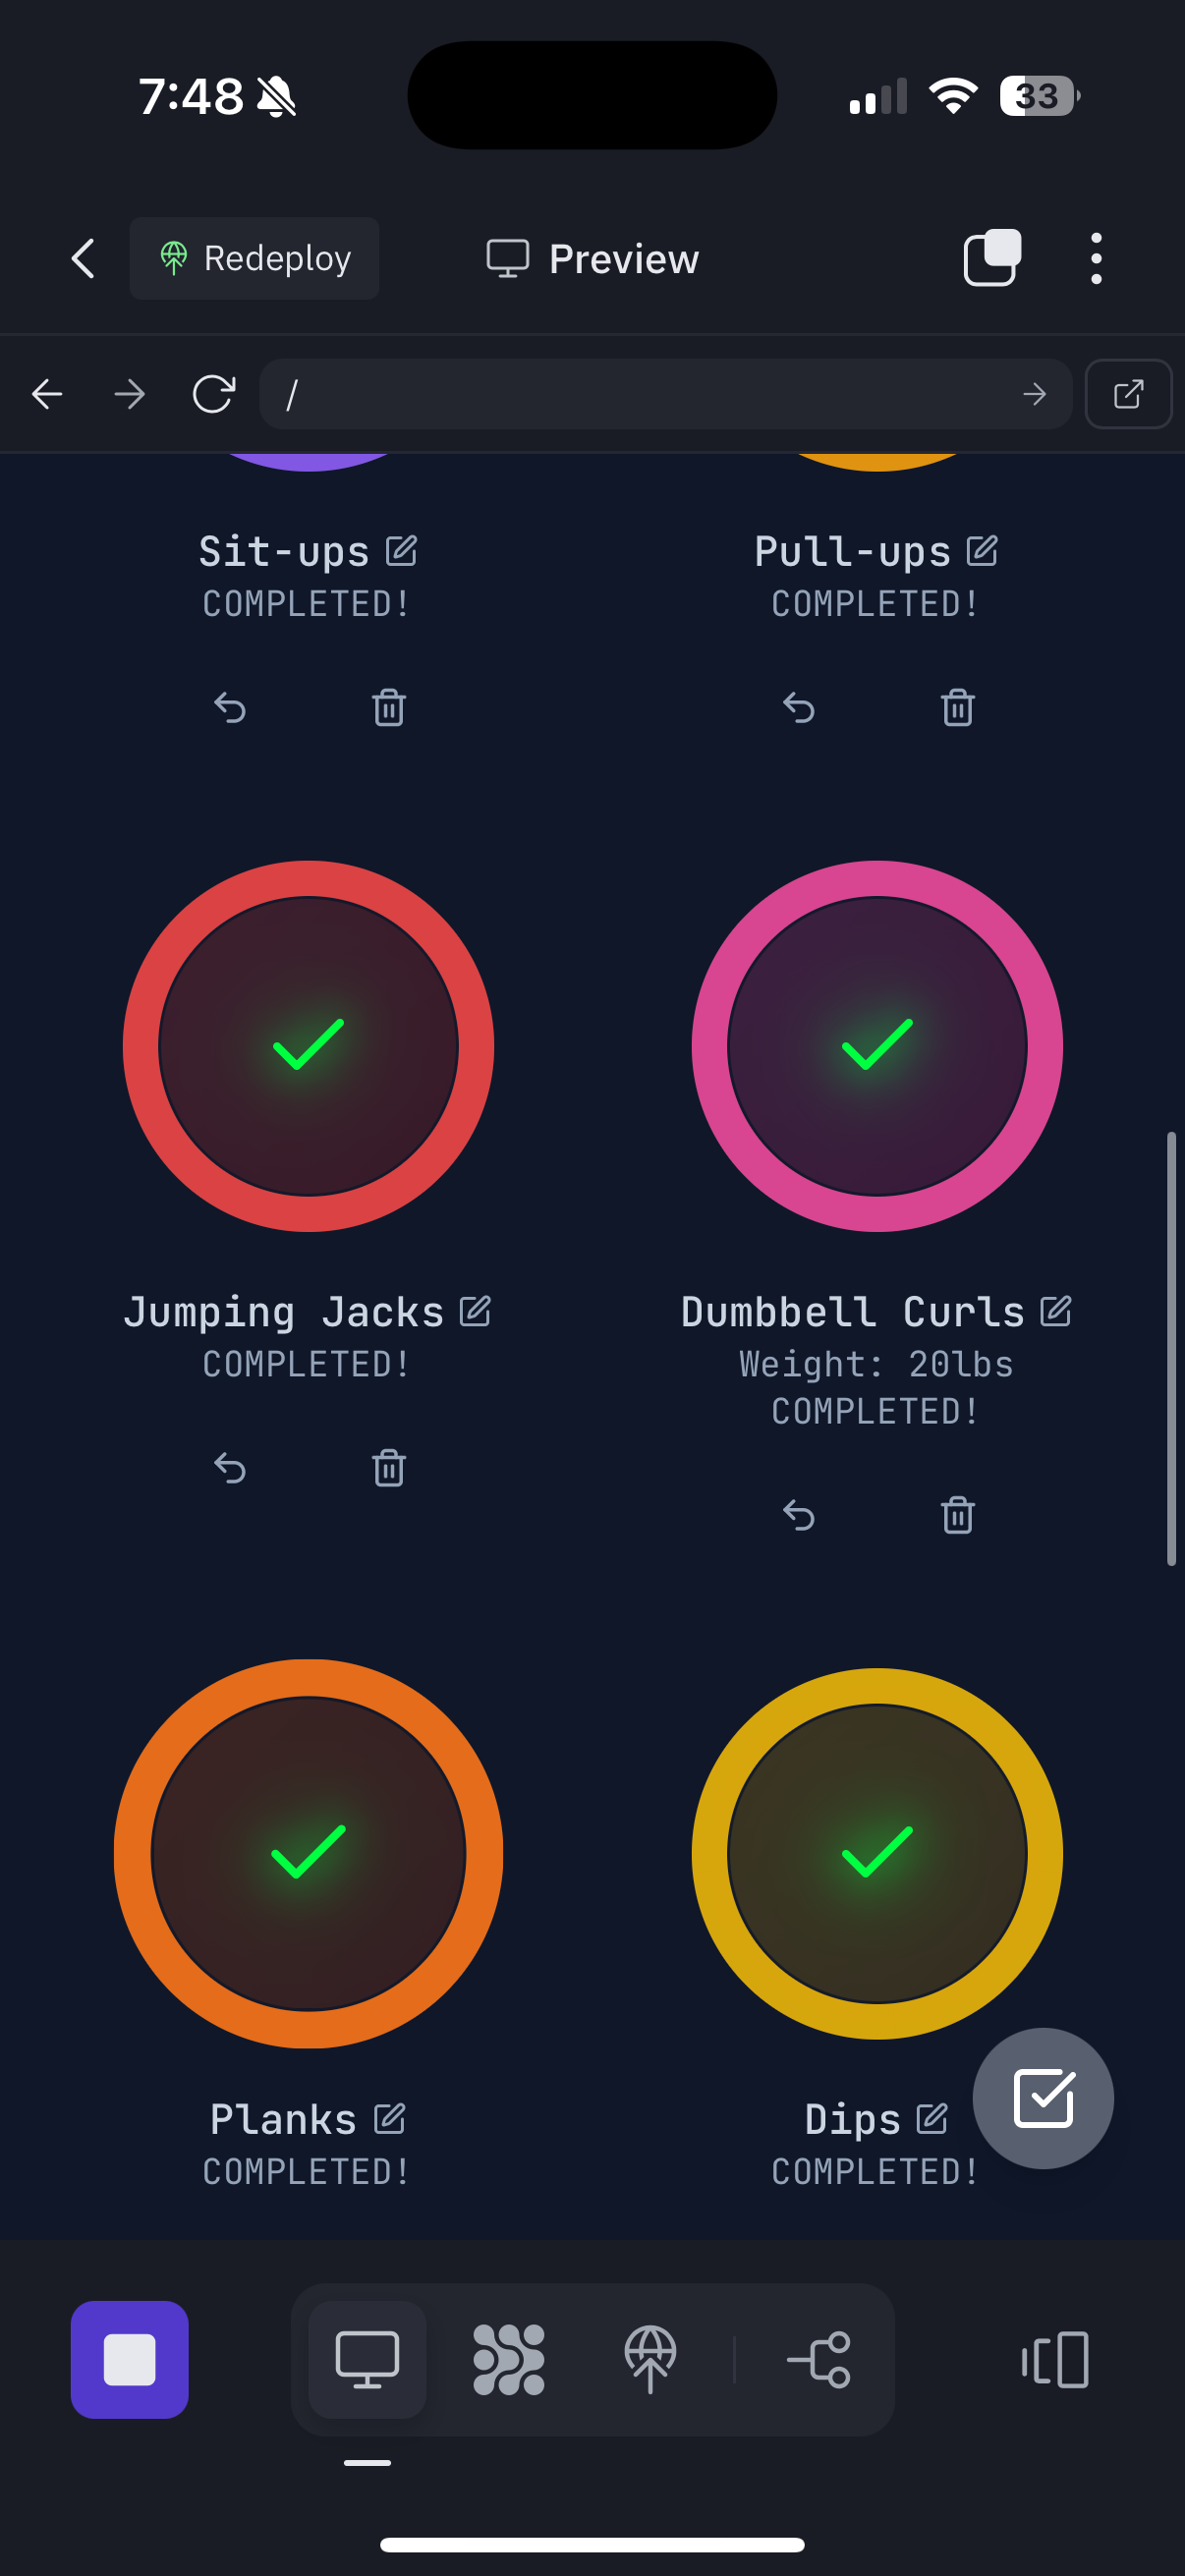 7:48
33
Redeploy
Preview
/
Sit-ups
COMPLETED!
Pull-ups
COMPLETED!
Jumping Jacks
COMPLETED!
Dumbbell Curls
Weight: 20lbs
COMPLETED!
Planks
COMPLETED!
Dips
COMPLETED!